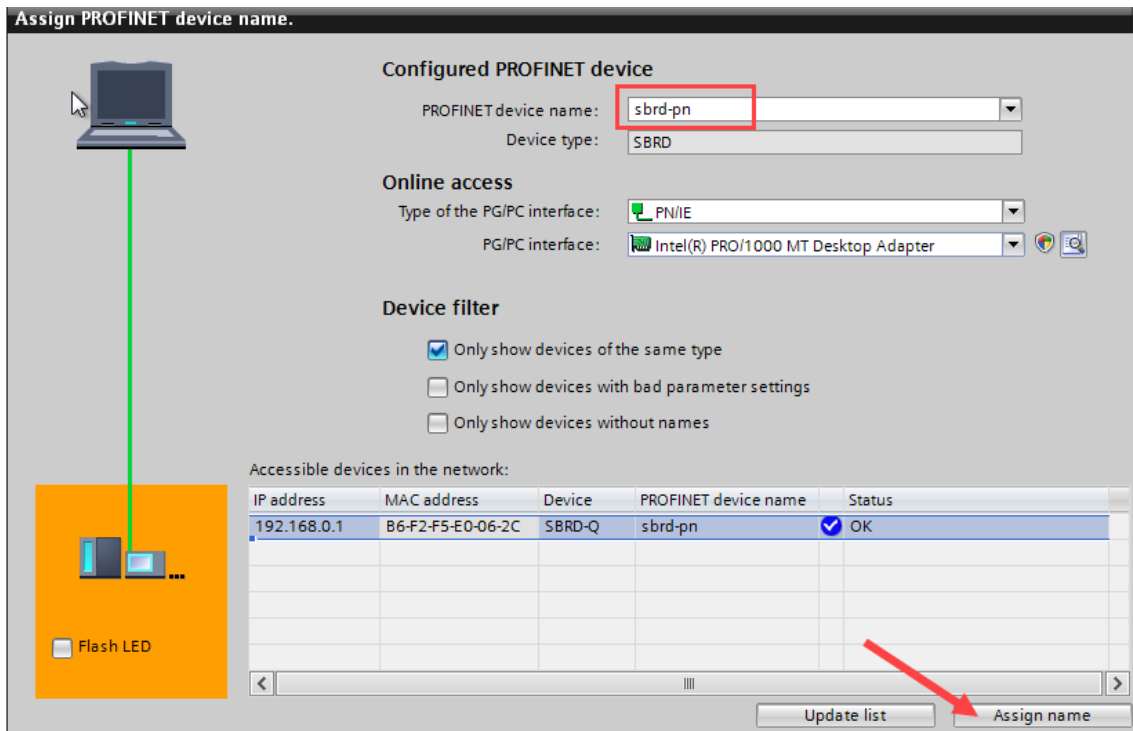 Assign PROFINET device name.
Configured PROFINET device
PROFINET device name: sbrd-pn
Device type: SBRD
Online access
Type of the PG/PC interface: PN/IE
PG/PC interface: Intel(R) PRO/1000 MT Desktop Adapter
Device filter
Only show devices of the same type
Only show devices with bad parameter settings
Only show devices without names
Accessible devices in the network:
IP address MAC address Device PROFINET device name Status
192.168.0.1 B6-F2-F5-E0-06-2C SBRD-Q sbrd-pn OK
Flash LED
Update list Assign name